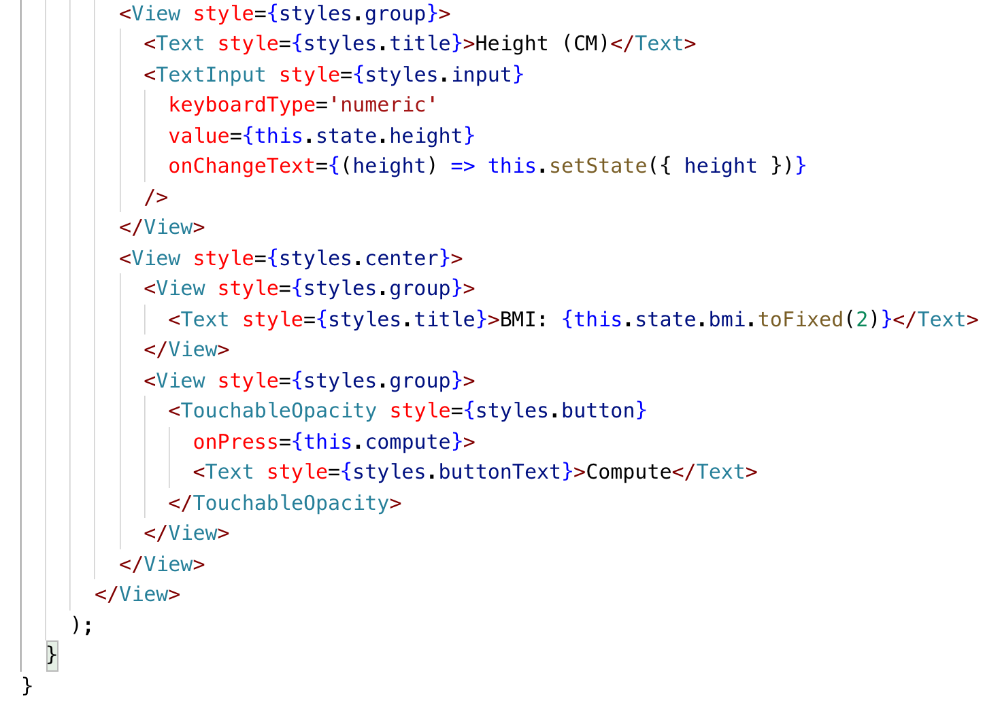 <View style={styles.group}>
<Text style={styles.title}>Height (CM)</Text>
<TextInput style={styles.input}
keyboardType='numeric'
value={this.state.height}
onChangeText={(height) => this.setState({ height })}
/>
</View>
<View style={styles.center}>
<View style={styles.group}>
<Text style={styles.title}>BMI: {this.state.bmi.toFixed(2)}</Text>
</View>
<View style={styles.group}>
<TouchableOpacity style={styles.button}
onPress={this.compute}>
<Text style={styles.buttonText}>Compute</Text>
</TouchableOpacity>
</View>
</View>
</View>
);
}
}